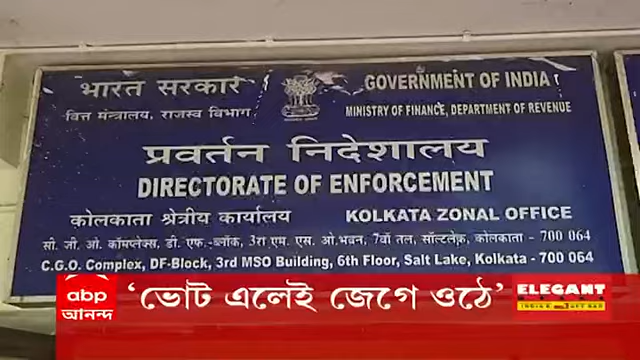 भारत सरकार
GOVERNMENT OF INDIA
वित्त मंत्रालय, राजस्व विभाग
MINISTRY OF FINANCE, DEPARTMENT OF REVENUE
प्रवर्तन निदेशालय
DIRECTORATE OF ENFORCEMENT
कोलकाता क्षेत्रीय कार्यालय
KOLKATA ZONAL OFFICE
सी. जी. ओ. कॉमप्लेक्स, डी. एफ.-ब्लॉक, 3रा एम. एस. ओ. भवन, 7वाँ तल, सॉल्टलेक, कोलकाता - 700 064
C.G.O. Complex, DF-Block, 3rd MSO Building, 6th Floor, Salt Lake, Kolkata - 700 064
abp
আনন্দ
‘ভোট এলেই জেগে ওঠে’
ELEGANT